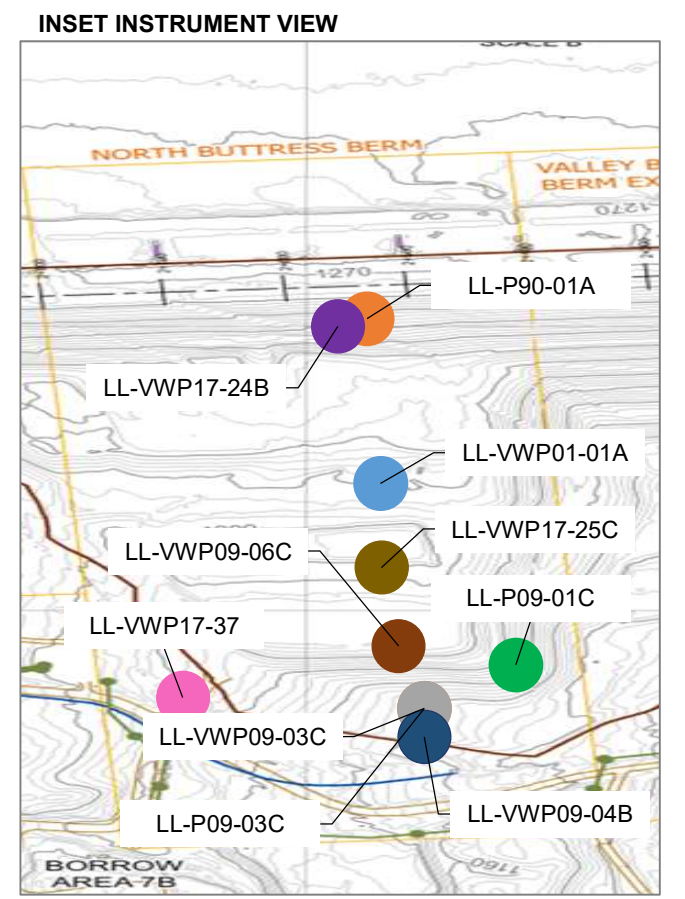 INSET INSTRUMENT VIEW
NORTH BUTTRESS BERM
VALLEY B
BERM EX
1270
1270
LL-P90-01A
LL-VWP17-24B
LL-VWP01-01A
LL-VWP17-25C
LL-VWP09-06C
LL-P09-01C
LL-VWP17-37
LL-VWP09-03C
LL-P09-03C
LL-VWP09-04B
BORROW
AREA 7B
1160